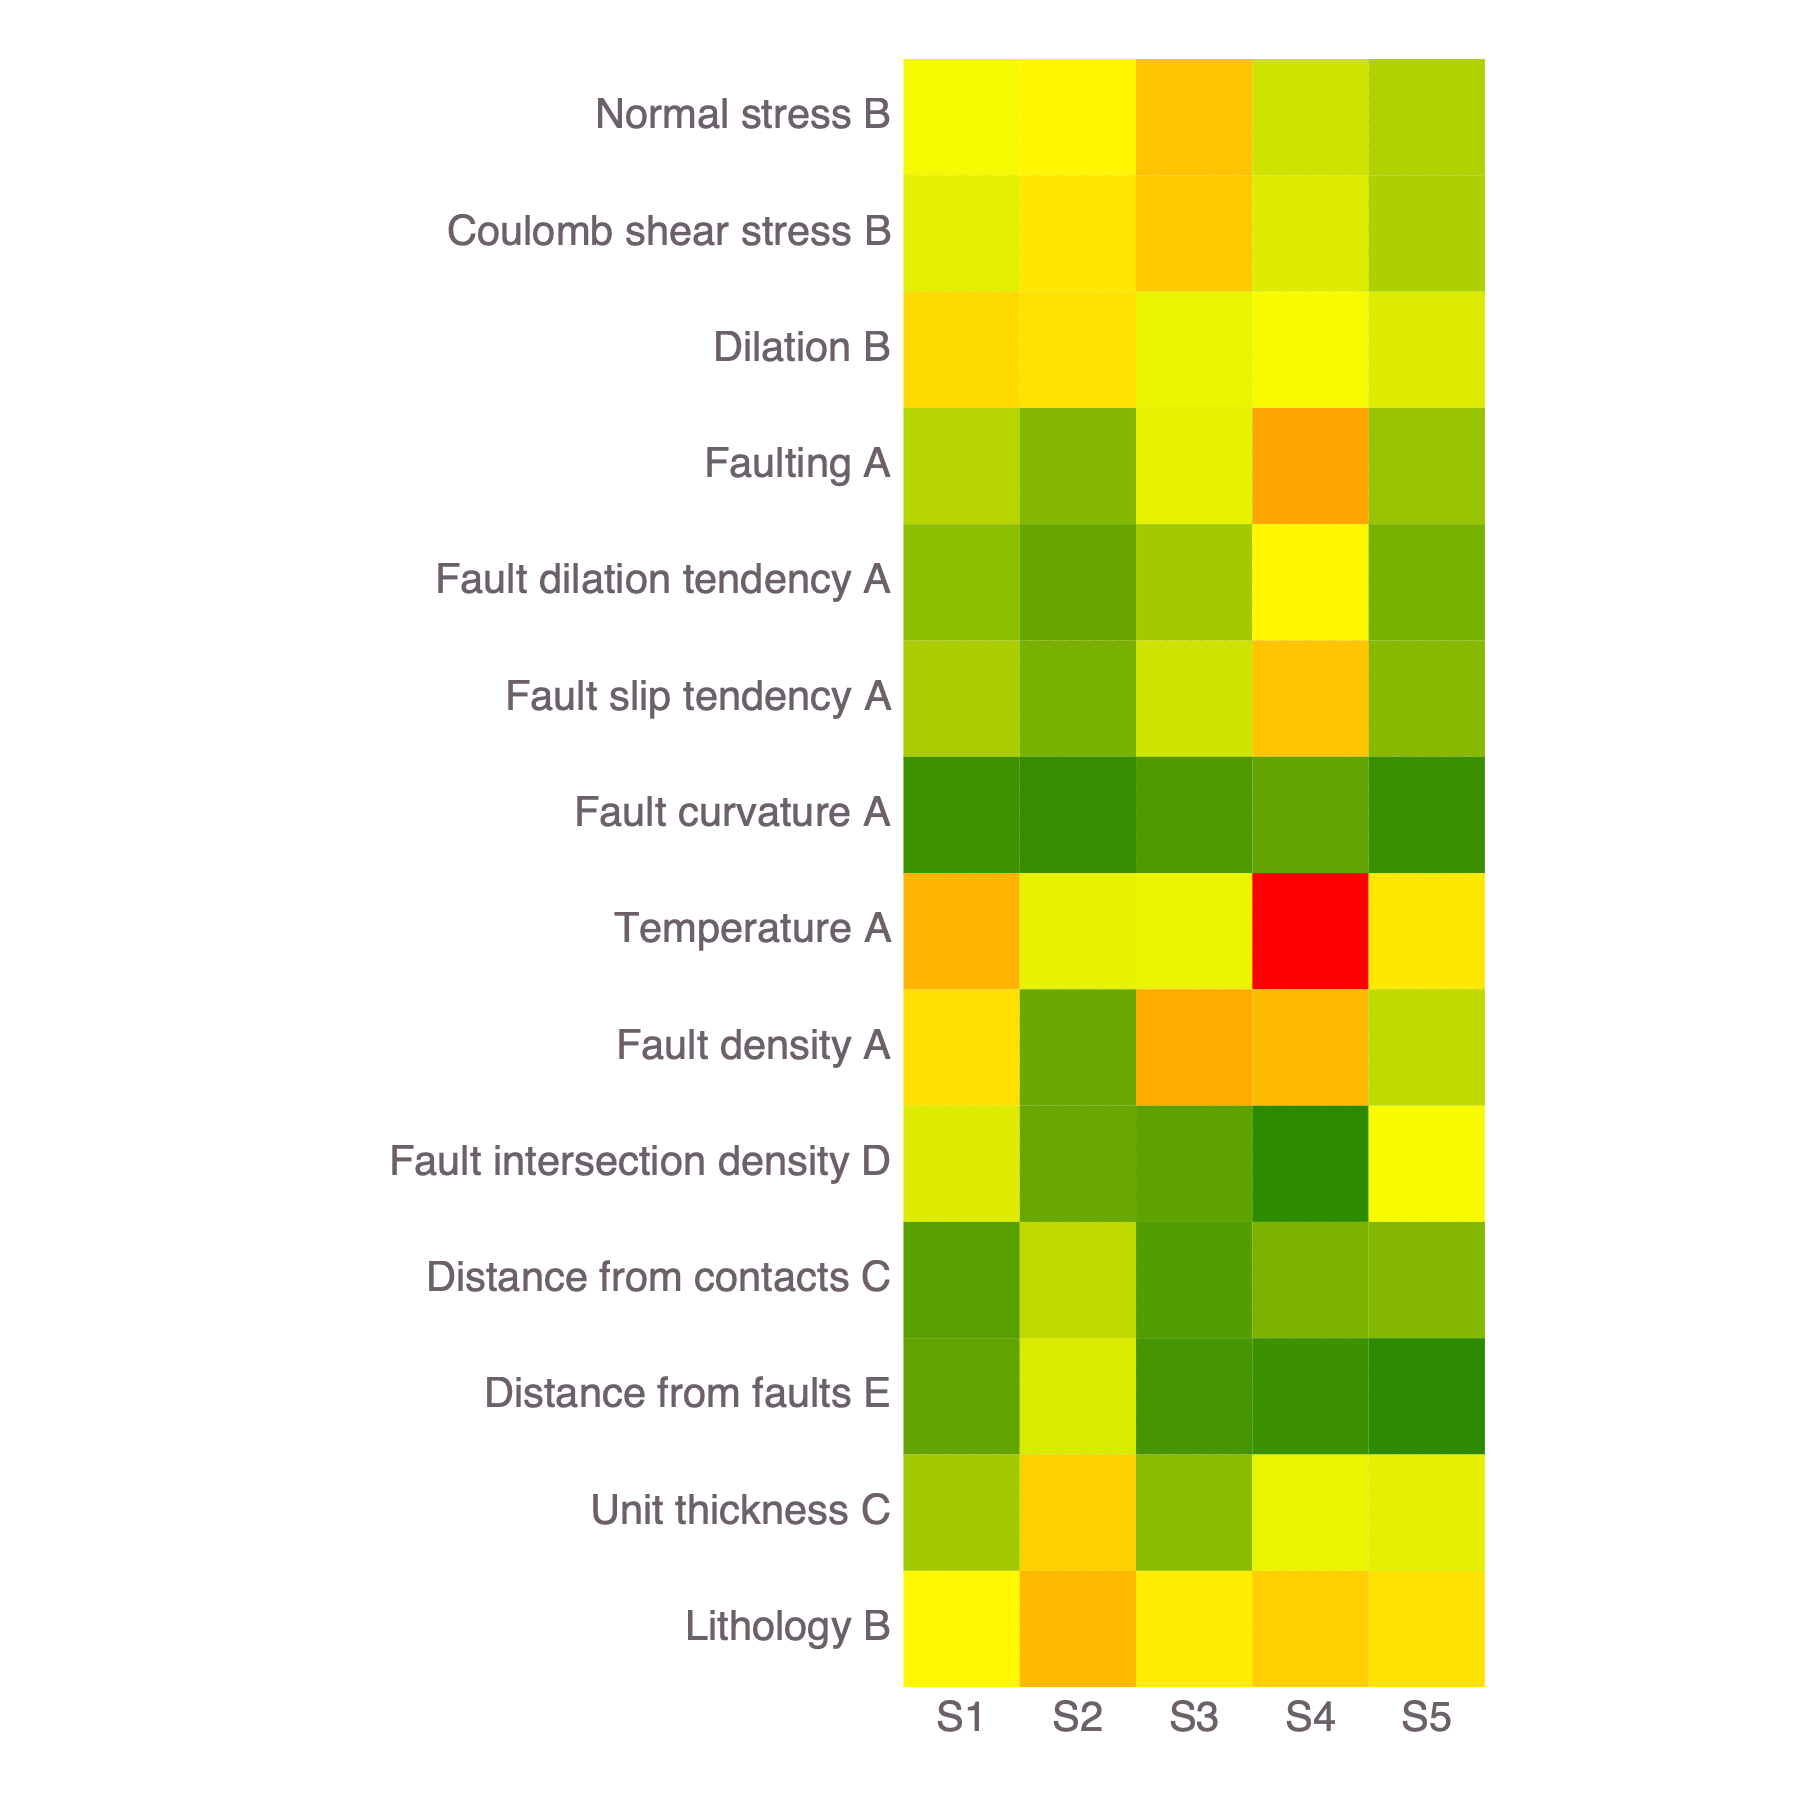 Normal stress B
Coulomb shear stress B
Dilation B
Faulting A
Fault dilation tendency A
Fault slip tendency A
Fault curvature A
Temperature A
Fault density A
Fault intersection density D
Distance from contacts C
Distance from faults E
Unit thickness C
Lithology B
S1 S2 S3 S4 S5